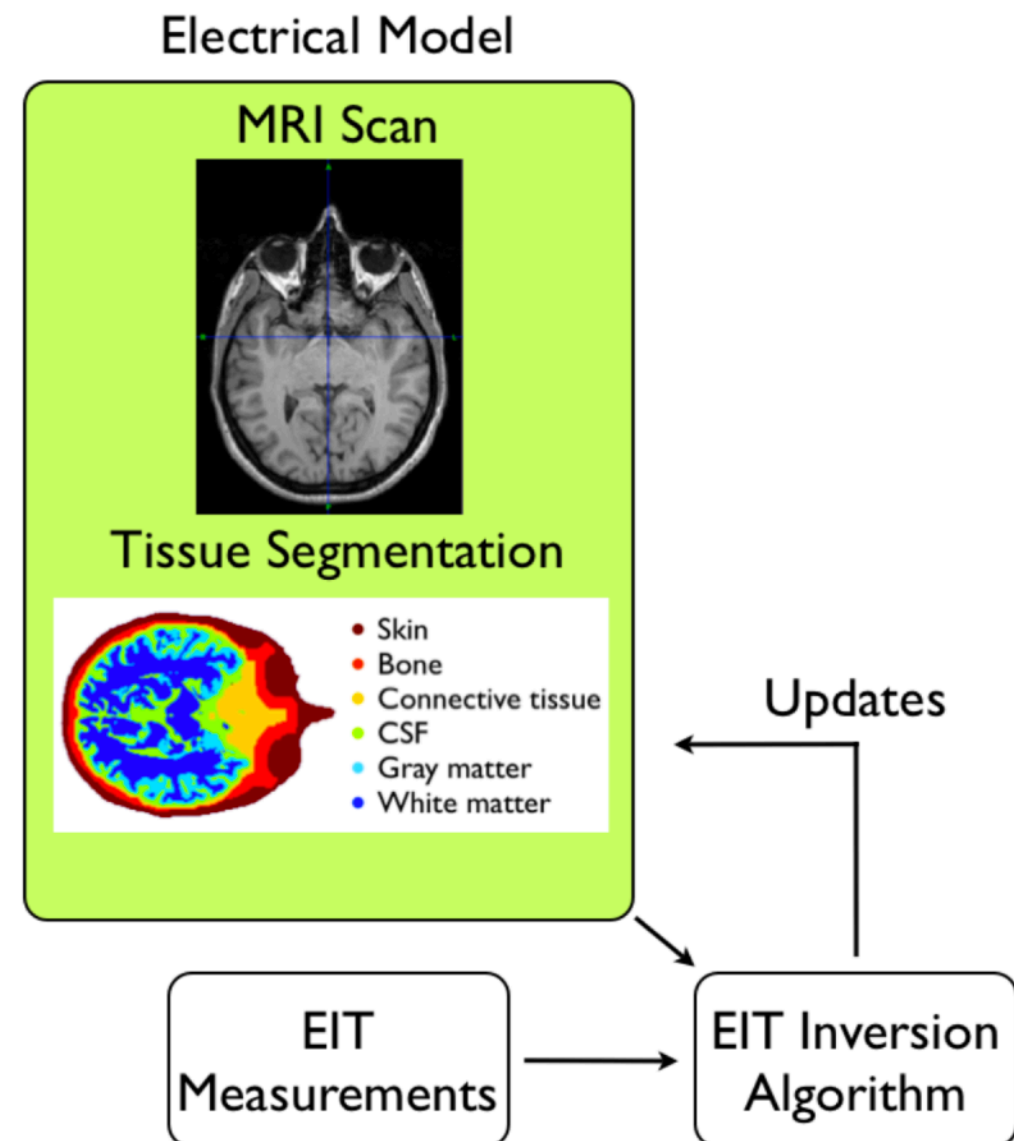 Electrical Model
MRI Scan
Tissue Segmentation
Skin
Bone
Connective tissue
CSF
Gray matter
White matter
Updates
EIT
Measurements
EIT Inversion
Algorithm